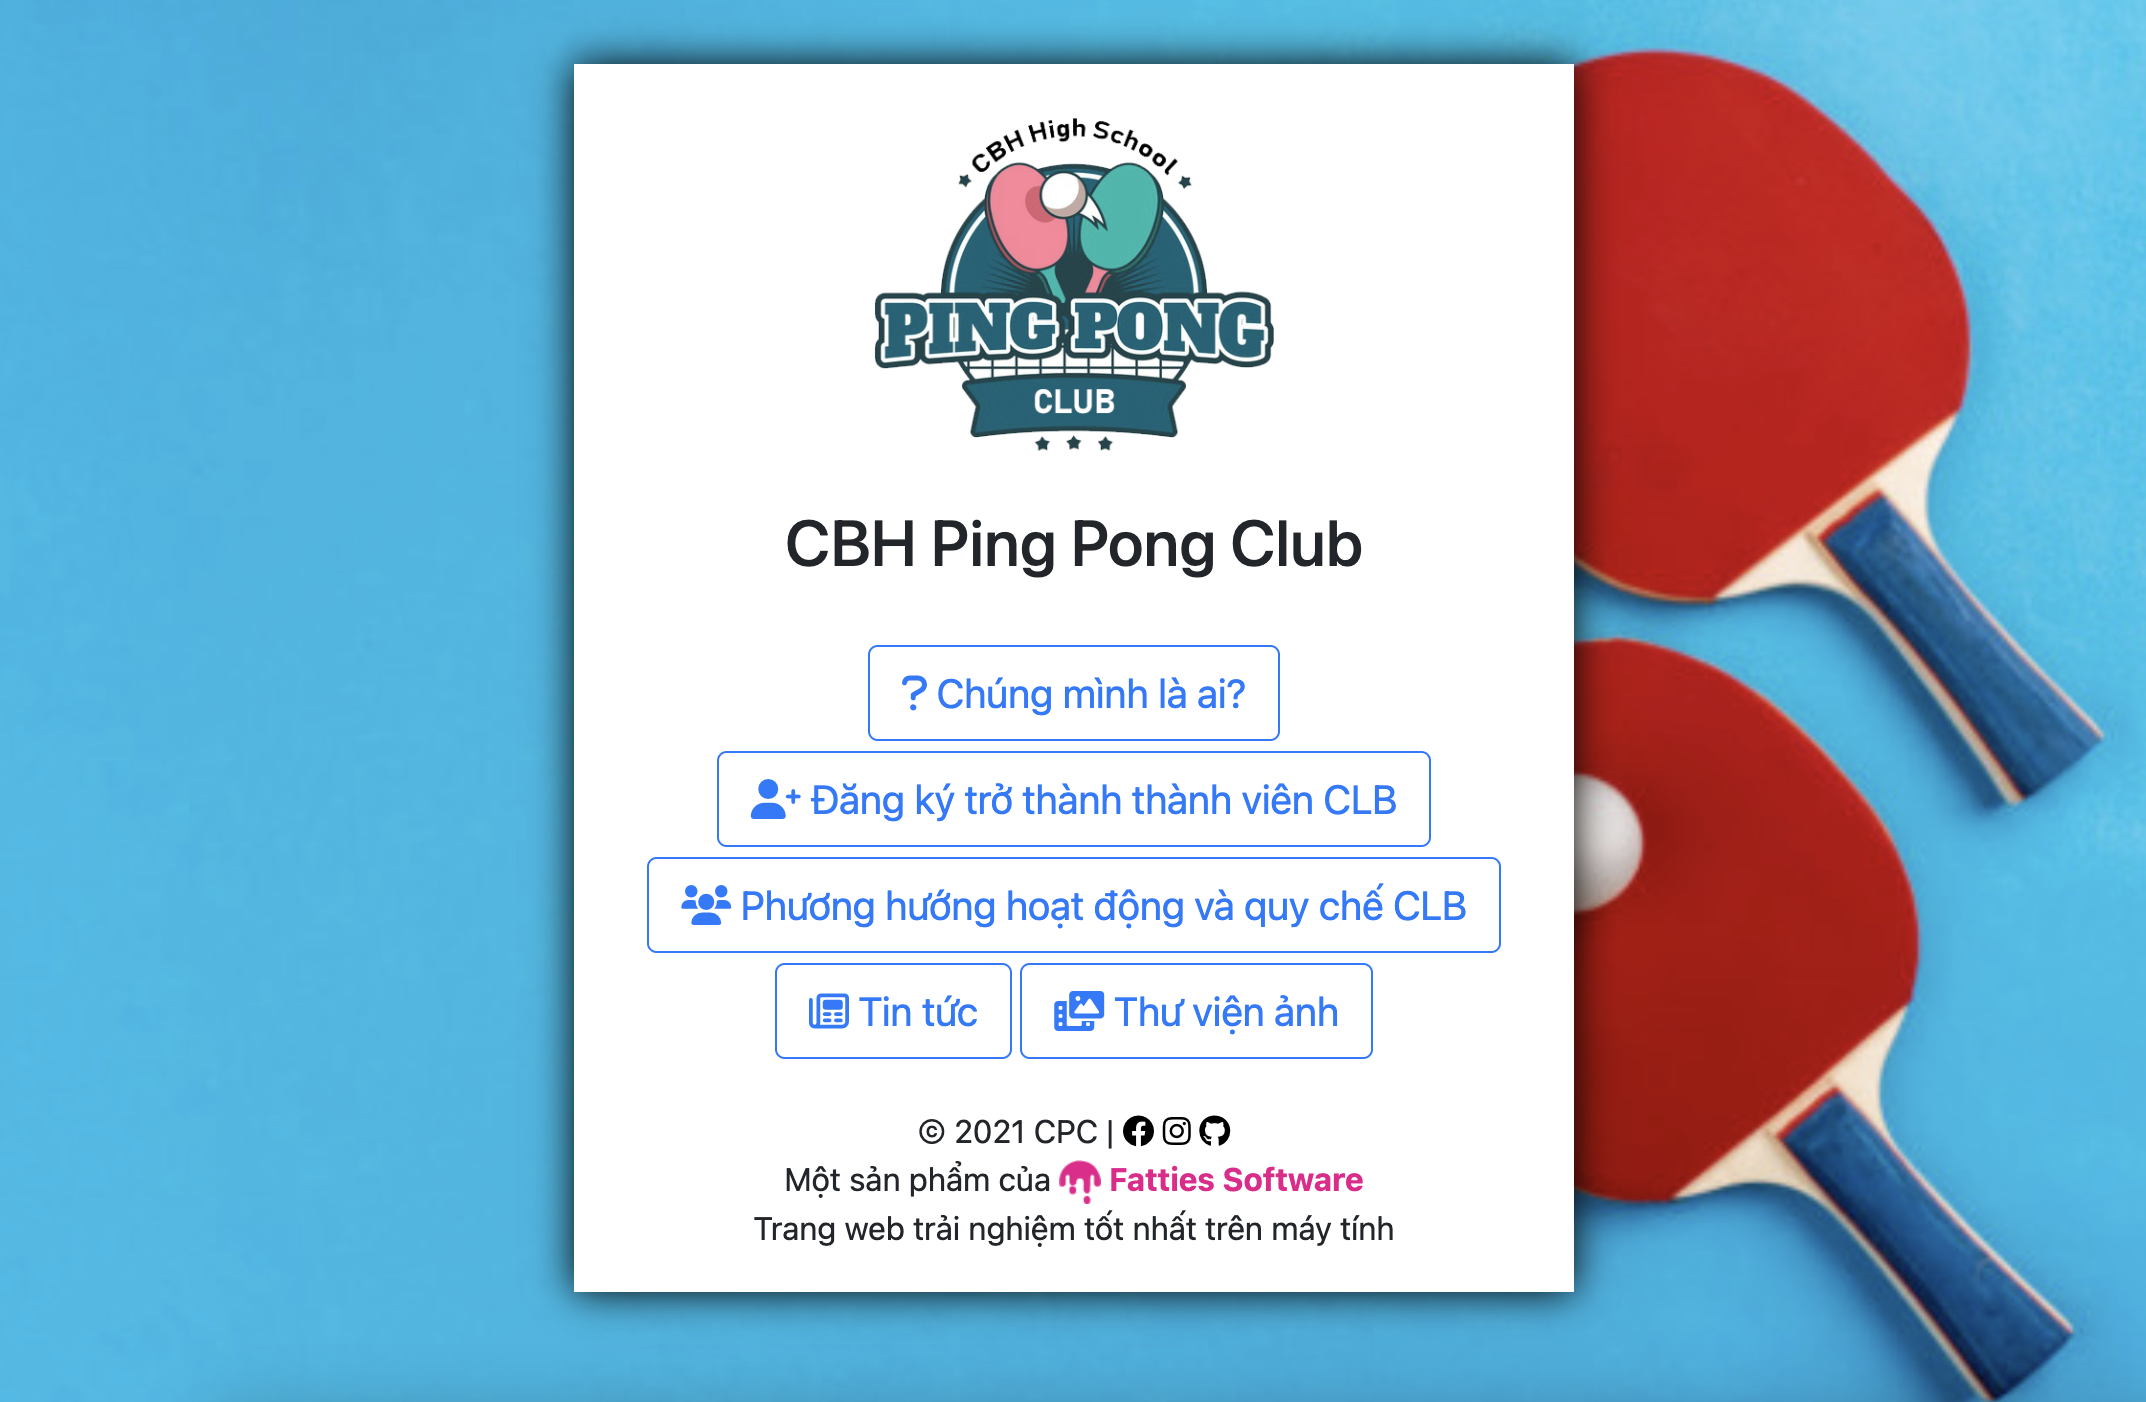 CBH High School
PING PONG
CLUB
CBH Ping Pong Club
? Chúng mình là ai?
Đăng ký trở thành thành viên CLB
Phương hướng hoạt động và quy chế CLB
Tin tức
Thư viện ảnh
© 2021 CPC |
Một sản phẩm của Fatties Software
Trang web trải nghiệm tốt nhất trên máy tính